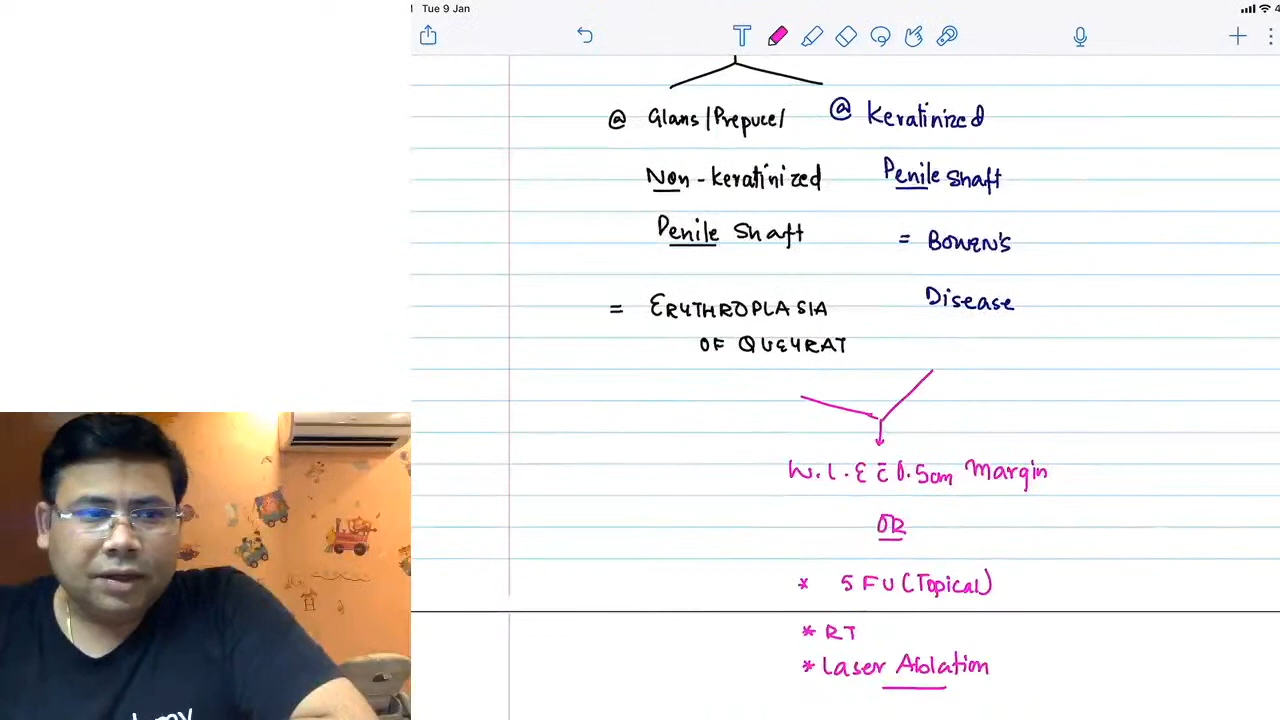 Tue 9 Jan
@ Glans/Prepuce/
Non-keratinized
Penile Shaft
= ERYTHROPLASIA
OF QUEYRAT
@ Keratinized
Penile Shaft
= BOWEN'S
Disease
W.L.E c̄ 0.5cm Margin
OR
* 5 FU (Topical)
* RT
* Laser Ablation